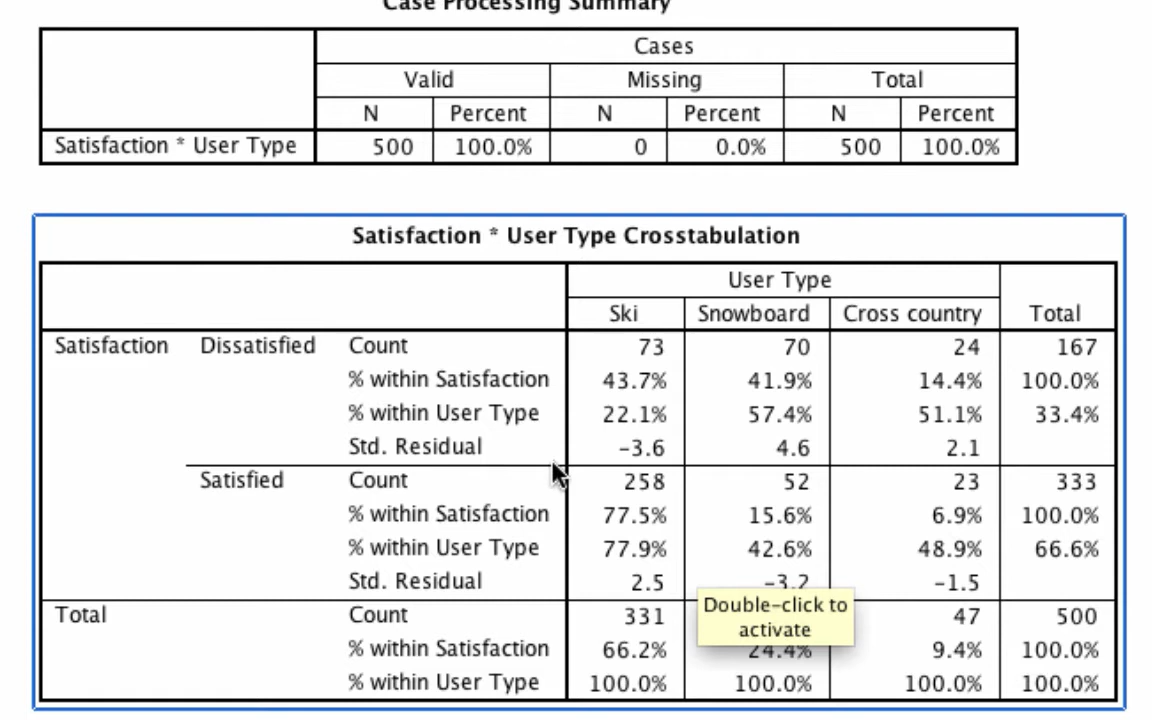 Case Processing Summary
Cases
Valid Missing Total
N Percent N Percent N Percent
Satisfaction * User Type 500 100.0% 0 0.0% 500 100.0%
Satisfaction * User Type Crosstabulation
User Type
Ski Snowboard Cross country Total
Satisfaction Dissatisfied Count 73 70 24 167
% within Satisfaction 43.7% 41.9% 14.4% 100.0%
% within User Type 22.1% 57.4% 51.1% 33.4%
Std. Residual −3.6 4.6 2.1
Satisfied Count 258 52 23 333
% within Satisfaction 77.5% 15.6% 6.9% 100.0%
% within User Type 77.9% 42.6% 48.9% 66.6%
Std. Residual 2.5 −3.2 −1.5
Total Count 331 47 500
Double-click to
activate
% within Satisfaction 66.2% 24.4% 9.4% 100.0%
% within User Type 100.0% 100.0% 100.0% 100.0%